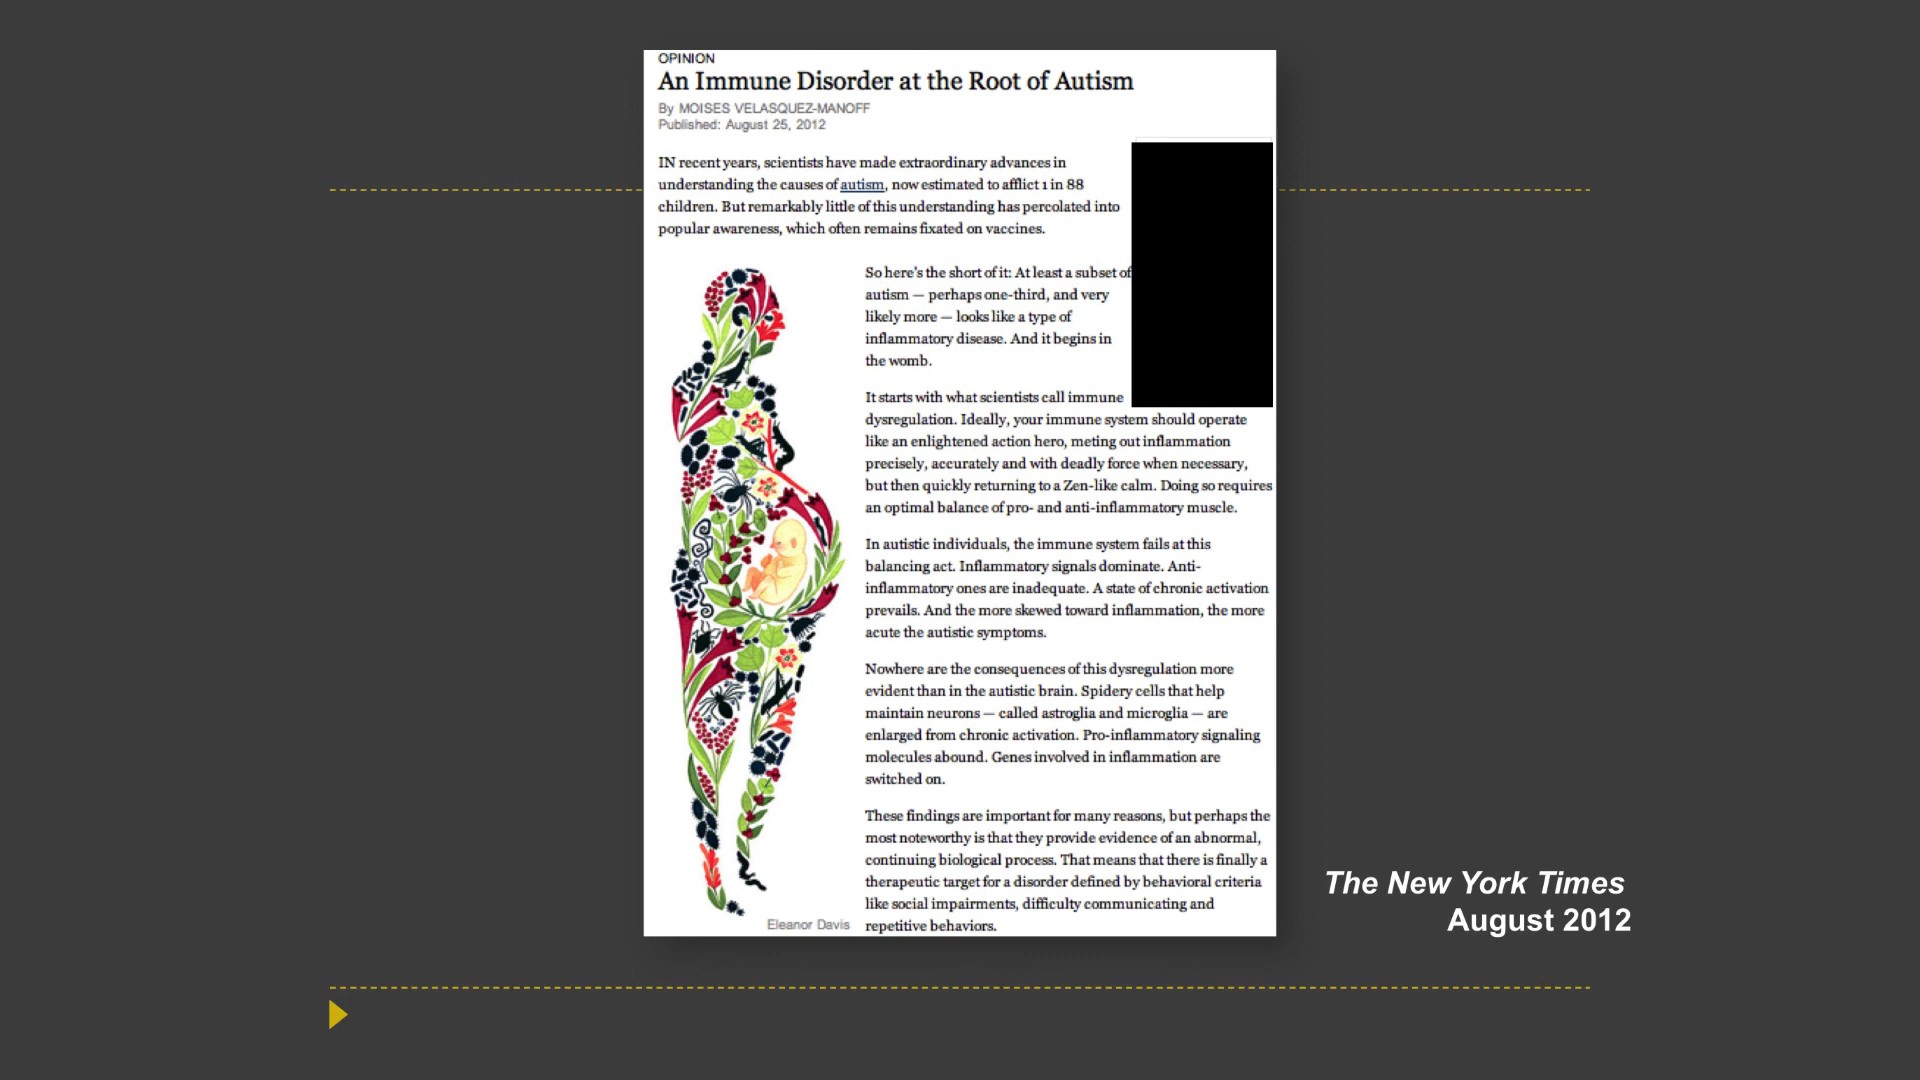 OPINION
An Immune Disorder at the Root of Autism
By MOISES VELASQUEZ-MANOFF
Published: August 25, 2012
IN recent years, scientists have made extraordinary advances in
understanding the causes of autism, now estimated to afflict 1 in 88
children. But remarkably little of this understanding has percolated into
popular awareness, which often remains fixated on vaccines.
So here’s the short of it: At least a subset of
autism — perhaps one-third, and very
likely more — looks like a type of
inflammatory disease. And it begins in
the womb.
It starts with what scientists call immune
dysregulation. Ideally, your immune system should operate
like an enlightened action hero, meting out inflammation
precisely, accurately and with deadly force when necessary,
but then quickly returning to a Zen-like calm. Doing so requires
an optimal balance of pro- and anti-inflammatory muscle.
In autistic individuals, the immune system fails at this
balancing act. Inflammatory signals dominate. Anti-
inflammatory ones are inadequate. A state of chronic activation
prevails. And the more skewed toward inflammation, the more
acute the autistic symptoms.
Nowhere are the consequences of this dysregulation more
evident than in the autistic brain. Spidery cells that help
maintain neurons — called astroglia and microglia — are
enlarged from chronic activation. Pro-inflammatory signaling
molecules abound. Genes involved in inflammation are
switched on.
These findings are important for many reasons, but perhaps the
most noteworthy is that they provide evidence of an abnormal,
continuing biological process. That means that there is finally a
therapeutic target for a disorder defined by behavioral criteria
like social impairments, difficulty communicating and
repetitive behaviors.
Eleanor Davis
The New York Times
August 2012